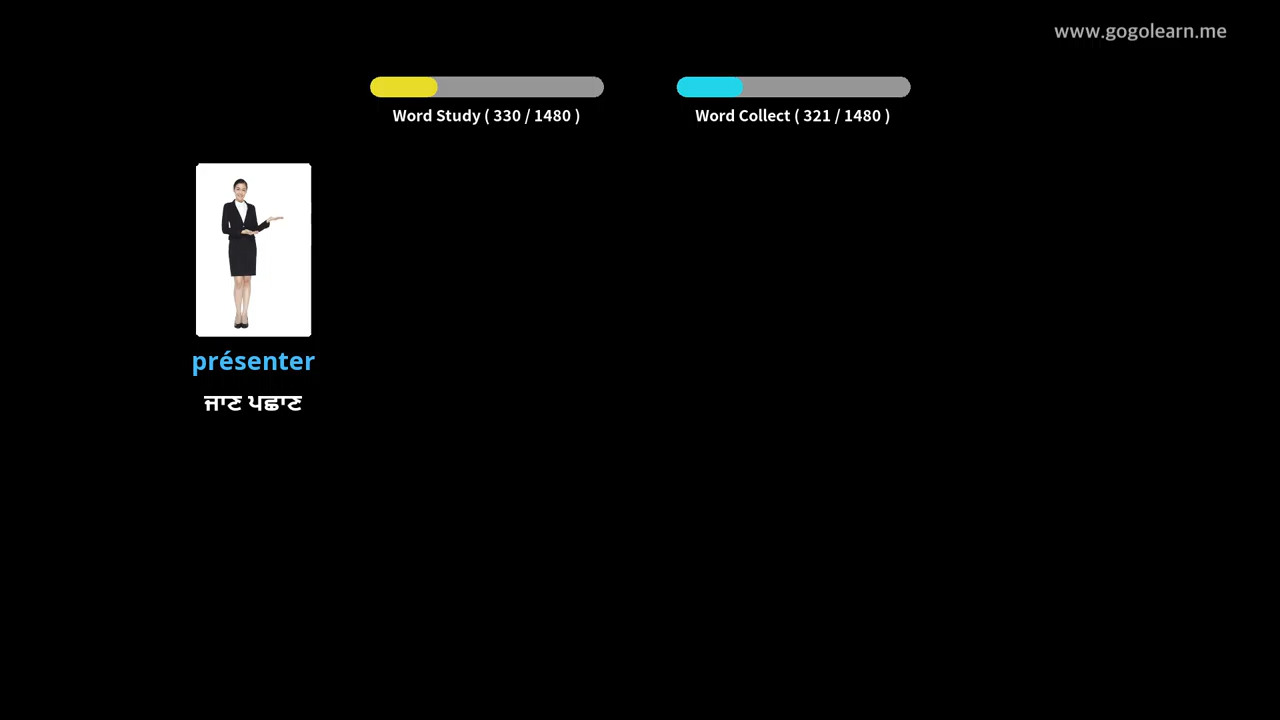 www.gogolearn.me
Word Study ( 330 / 1480 )
Word Collect ( 321 / 1480 )
présenter
ਜਾਣ ਪਛਾਣ